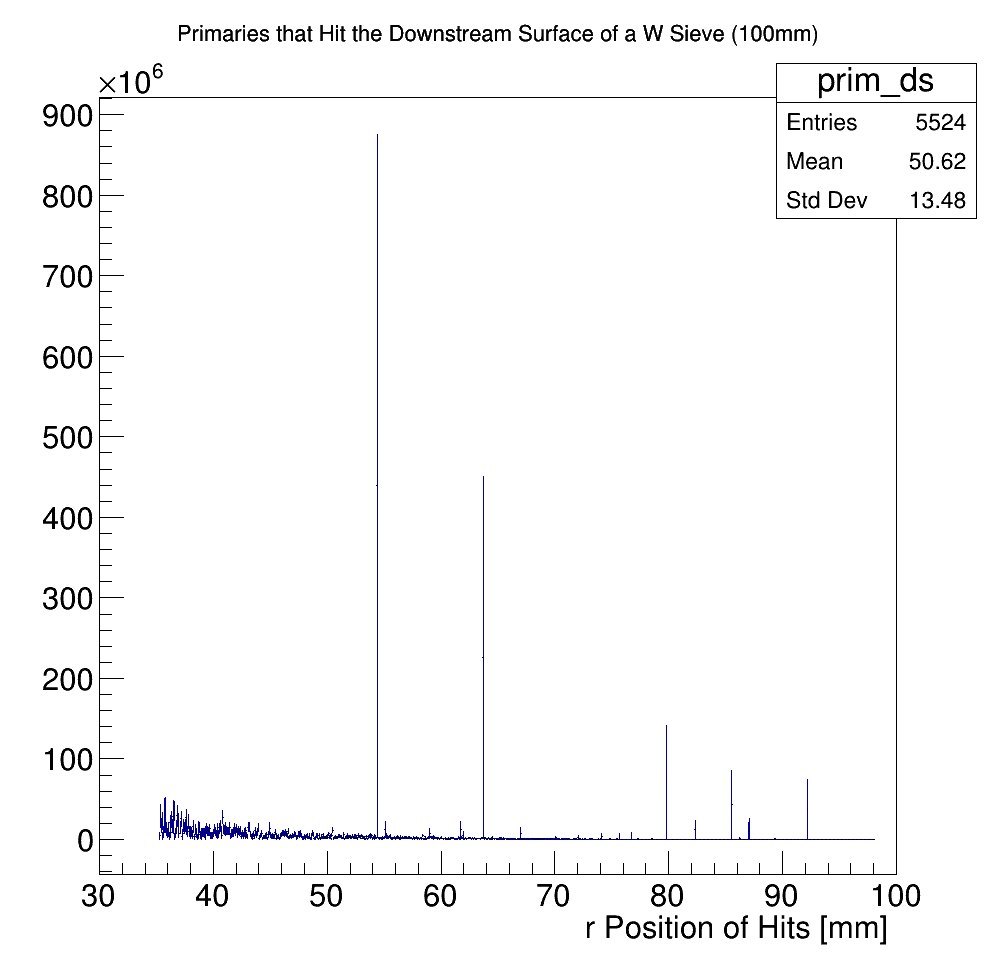 Primaries that Hit the Downstream Surface of a W Sieve (100mm)
×10⁶
prim_ds
Entries 5524
Mean 50.62
Std Dev 13.48
900
800
700
600
500
400
300
200
100
0
30 40 50 60 70 80 90 100
r Position of Hits [mm]